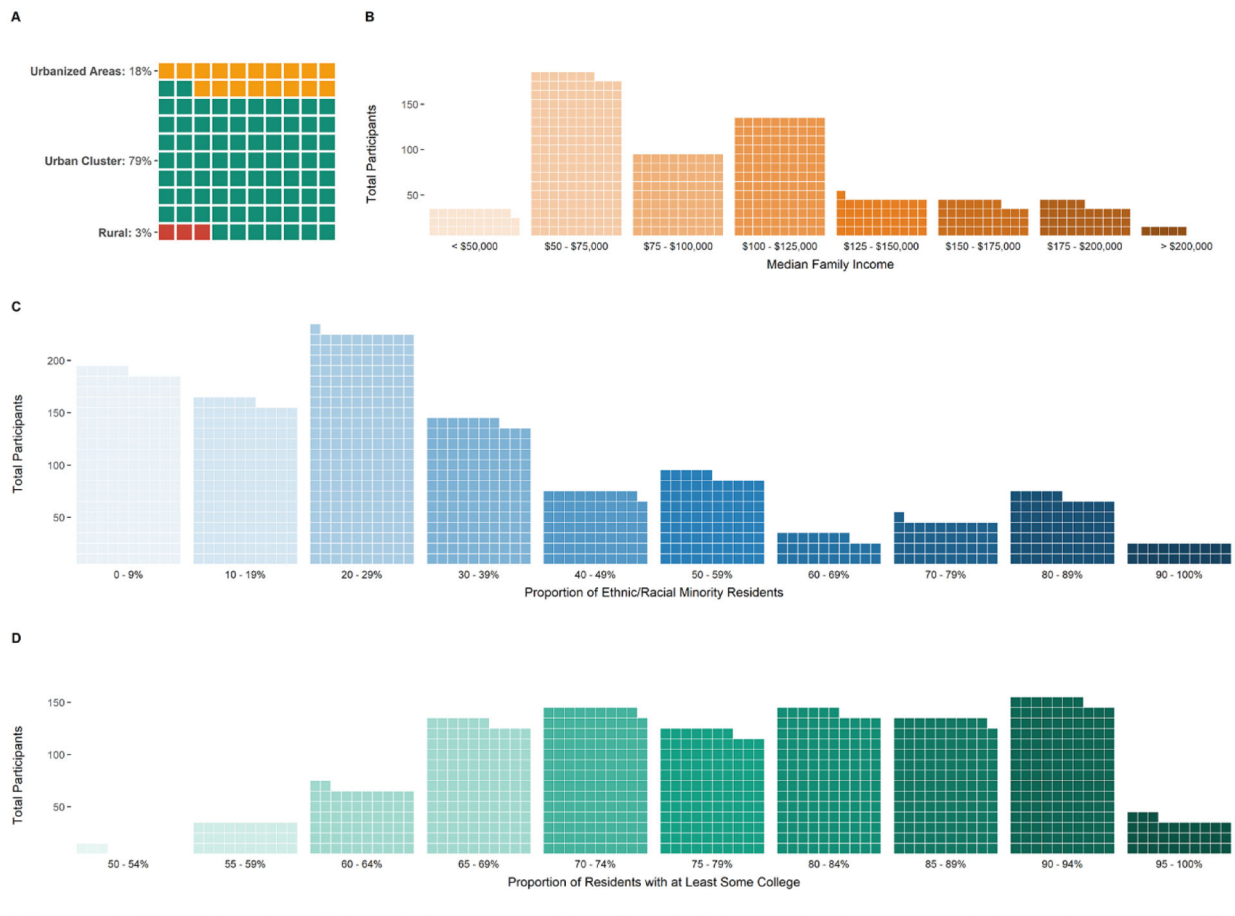 A
Urbanized Areas: 18%
Urban Cluster: 79%
Rural: 3%
B
Total Participants
150
100
50
< $50,000 $50 - $75,000 $75 - $100,000 $100 - $125,000 $125 - $150,000 $150 - $175,000 $175 - $200,000 > $200,000
Median Family Income
C
Total Participants
200
150
100
50
0 - 9% 10 - 19% 20 - 29% 30 - 39% 40 - 49% 50 - 59% 60 - 69% 70 - 79% 80 - 89% 90 - 100%
Proportion of Ethnic/Racial Minority Residents
D
Total Participants
150
100
50
50 - 54% 55 - 59% 60 - 64% 65 - 69% 70 - 74% 75 - 79% 80 - 84% 85 - 89% 90 - 94% 95 - 100%
Proportion of Residents with at Least Some College